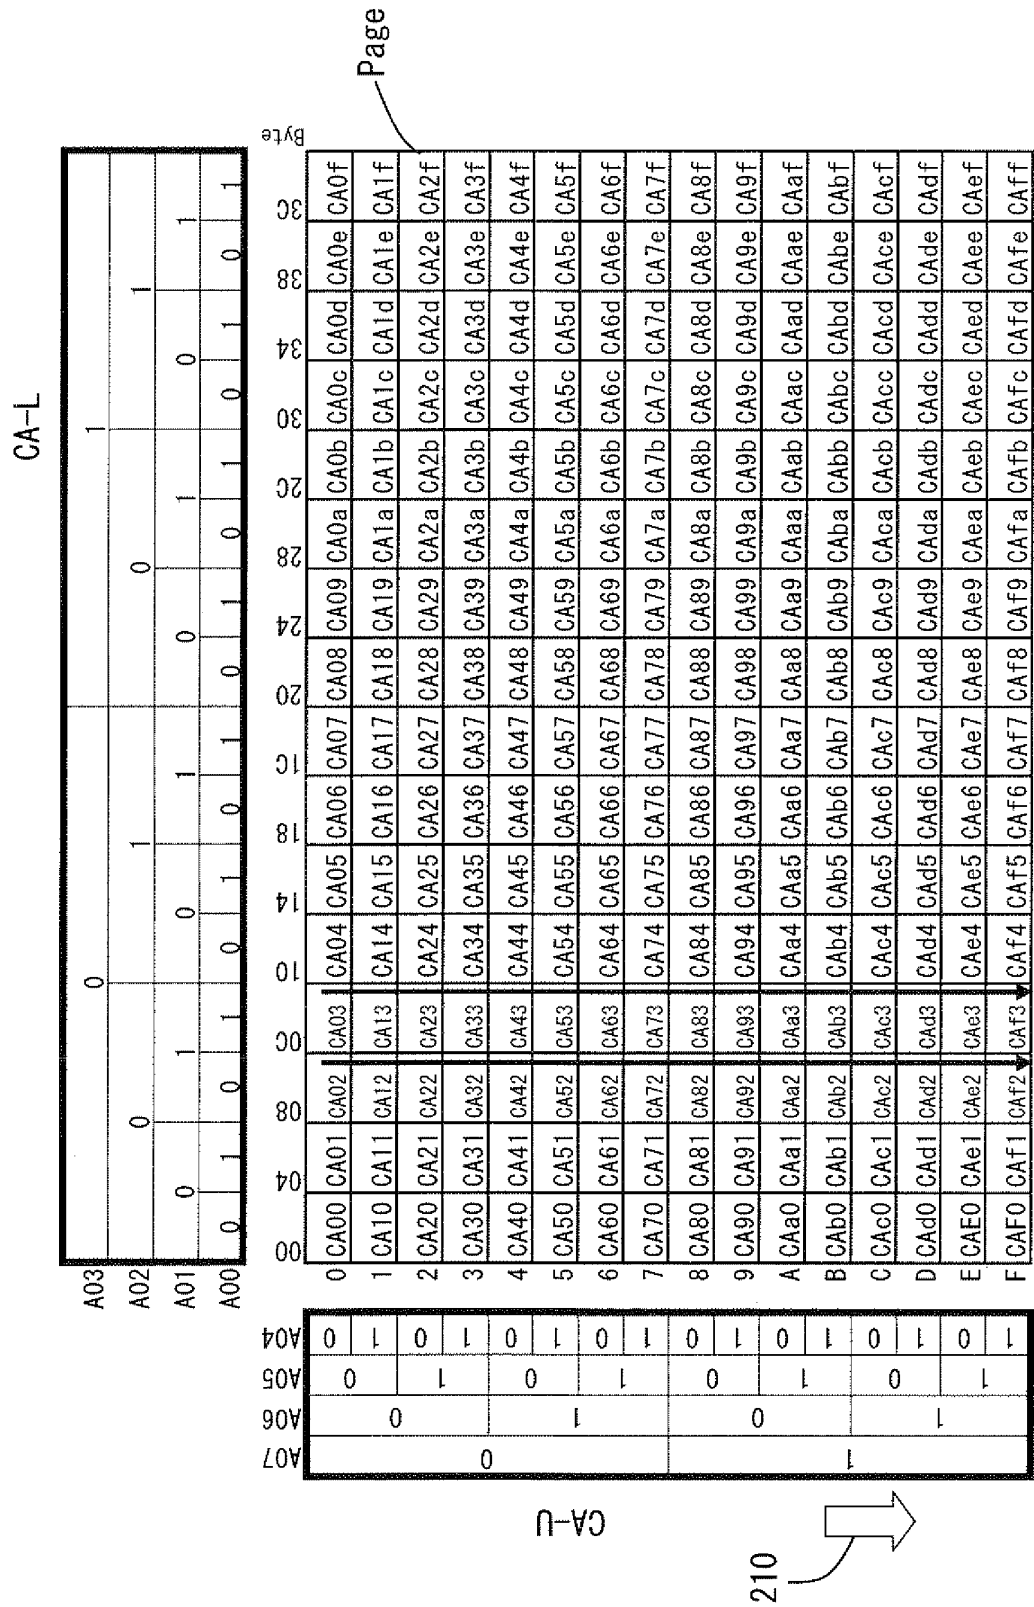 CA-L
A03 0 1
A02 0 1 0 1
A01 0 1 0 1 0 1 0 1
A00 0 1 0 1 0 1 0 1 0 1 0 1 0 1 0 1
00 04 08 0C 10 14 18 1C 20 24 28 2C 30 34 38 3C Byte
0 CA00 CA01 CA02 CA03 CA04 CA05 CA06 CA07 CA08 CA09 CA0a CA0b CA0c CA0d CA0e CA0f
1 CA10 CA11 CA12 CA13 CA14 CA15 CA16 CA17 CA18 CA19 CA1a CA1b CA1c CA1d CA1e CA1f
2 CA20 CA21 CA22 CA23 CA24 CA25 CA26 CA27 CA28 CA29 CA2a CA2b CA2c CA2d CA2e CA2f
3 CA30 CA31 CA32 CA33 CA34 CA35 CA36 CA37 CA38 CA39 CA3a CA3b CA3c CA3d CA3e CA3f
4 CA40 CA41 CA42 CA43 CA44 CA45 CA46 CA47 CA48 CA49 CA4a CA4b CA4c CA4d CA4e CA4f
5 CA50 CA51 CA52 CA53 CA54 CA55 CA56 CA57 CA58 CA59 CA5a CA5b CA5c CA5d CA5e CA5f
6 CA60 CA61 CA62 CA63 CA64 CA65 CA66 CA67 CA68 CA69 CA6a CA6b CA6c CA6d CA6e CA6f
7 CA70 CA71 CA72 CA73 CA74 CA75 CA76 CA77 CA78 CA79 CA7a CA7b CA7c CA7d CA7e CA7f
8 CA80 CA81 CA82 CA83 CA84 CA85 CA86 CA87 CA88 CA89 CA8a CA8b CA8c CA8d CA8e CA8f
9 CA90 CA91 CA92 CA93 CA94 CA95 CA96 CA97 CA98 CA99 CA9a CA9b CA9c CA9d CA9e CA9f
A CAa0 CAa1 CAa2 CAa3 CAa4 CAa5 CAa6 CAa7 CAa8 CAa9 CAaa CAab CAac CAad CAae CAaf
B CAb0 CAb1 CAb2 CAb3 CAb4 CAb5 CAb6 CAb7 CAb8 CAb9 CAba CAbb CAbc CAbd CAbe CAbf
C CAc0 CAc1 CAc2 CAc3 CAc4 CAc5 CAc6 CAc7 CAc8 CAc9 CAca CAcb CAcc CAcd CAce CAcf
D CAd0 CAd1 CAd2 CAd3 CAd4 CAd5 CAd6 CAd7 CAd8 CAd9 CAda CAdb CAdc CAdd CAde CAdf
E CAE0 CAe1 CAe2 CAe3 CAe4 CAe5 CAe6 CAe7 CAe8 CAe9 CAea CAeb CAec CAed CAee CAef
F CAF0 CAf1 CAf2 CAf3 CAf4 CAf5 CAf6 CAf7 CAf8 CAf9 CAfa CAfb CAfc CAfd CAfe CAff
Page
CA-U
A07 0 1
A06 0 1 0 1
A05 0 1 0 1 0 1 0 1
A04 0 1 0 1 0 1 0 1 0 1 0 1 0 1 0 1
210